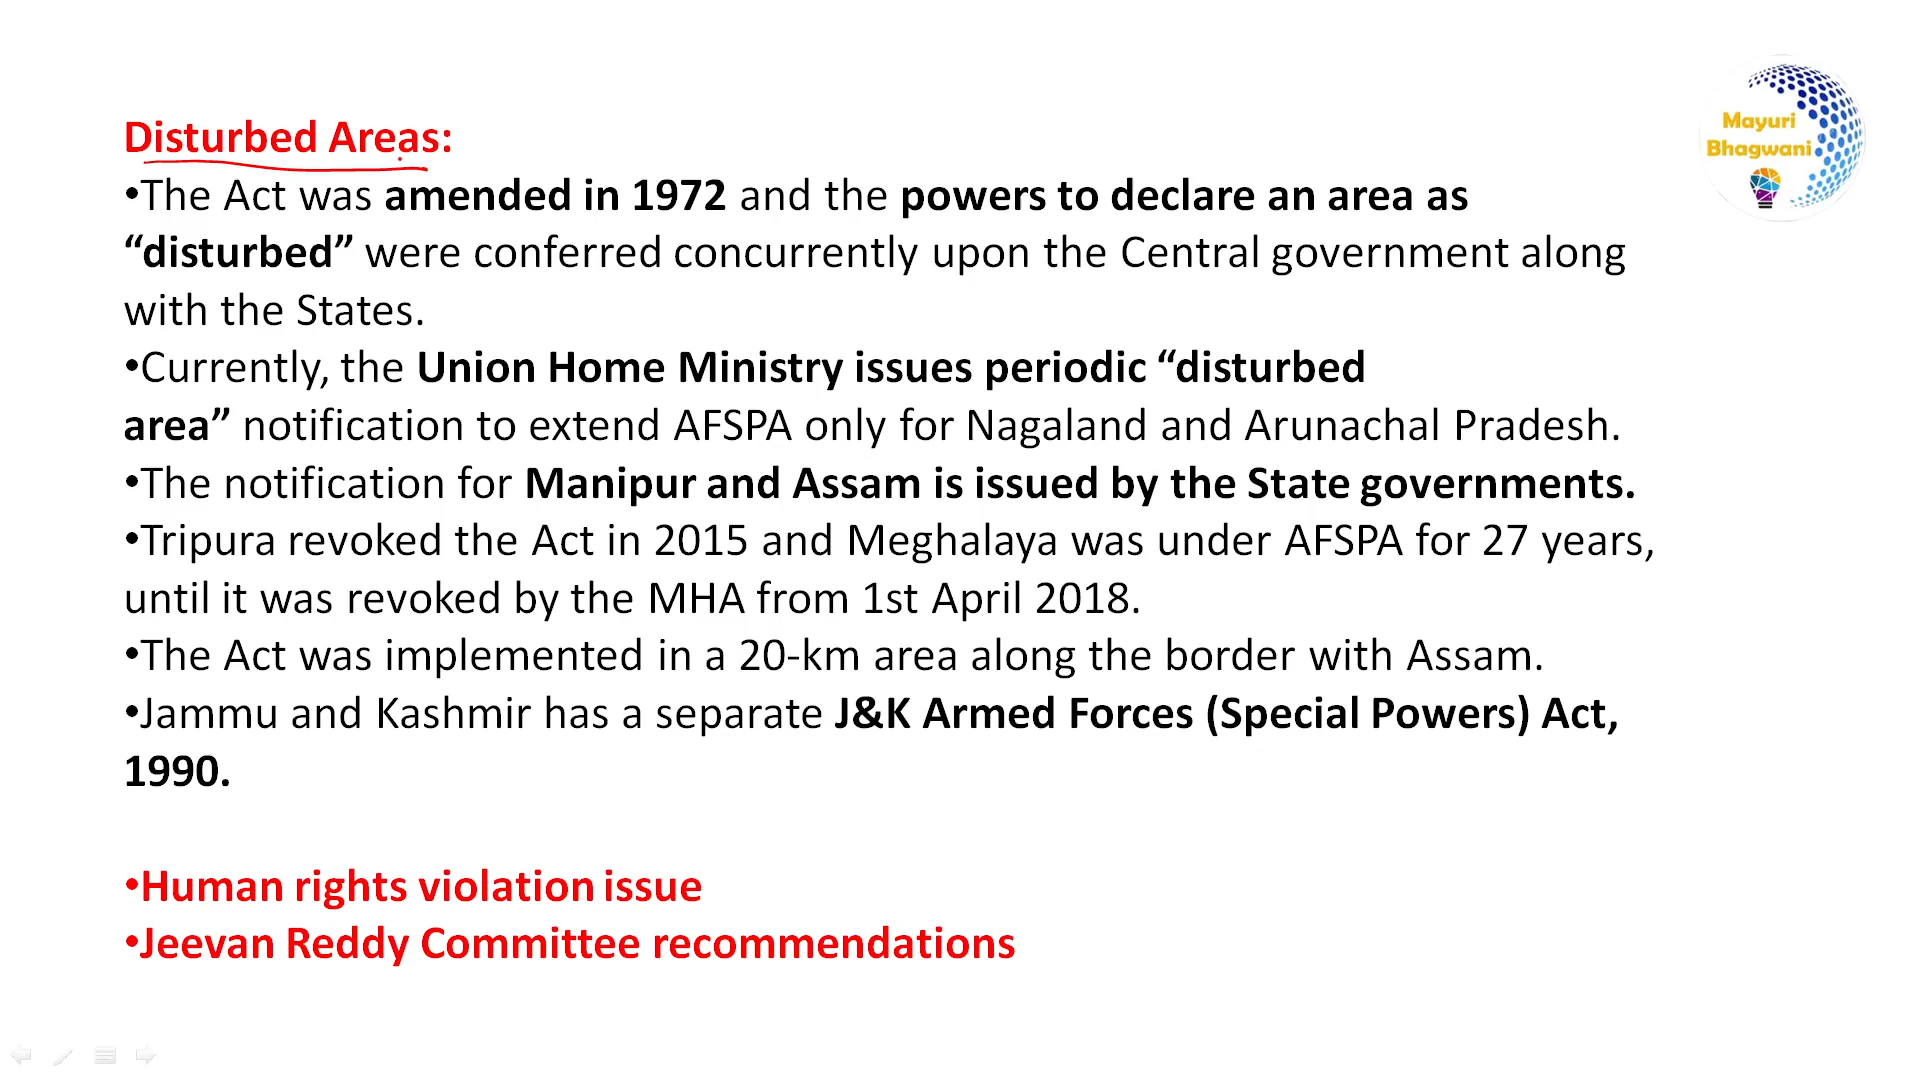 Mayuri
Bhagwani
Disturbed Areas:
•The Act was amended in 1972 and the powers to declare an area as
“disturbed” were conferred concurrently upon the Central government along
with the States.
•Currently, the Union Home Ministry issues periodic “disturbed
area” notification to extend AFSPA only for Nagaland and Arunachal Pradesh.
•The notification for Manipur and Assam is issued by the State governments.
•Tripura revoked the Act in 2015 and Meghalaya was under AFSPA for 27 years,
until it was revoked by the MHA from 1st April 2018.
•The Act was implemented in a 20-km area along the border with Assam.
•Jammu and Kashmir has a separate J&K Armed Forces (Special Powers) Act,
1990.
•Human rights violation issue
•Jeevan Reddy Committee recommendations